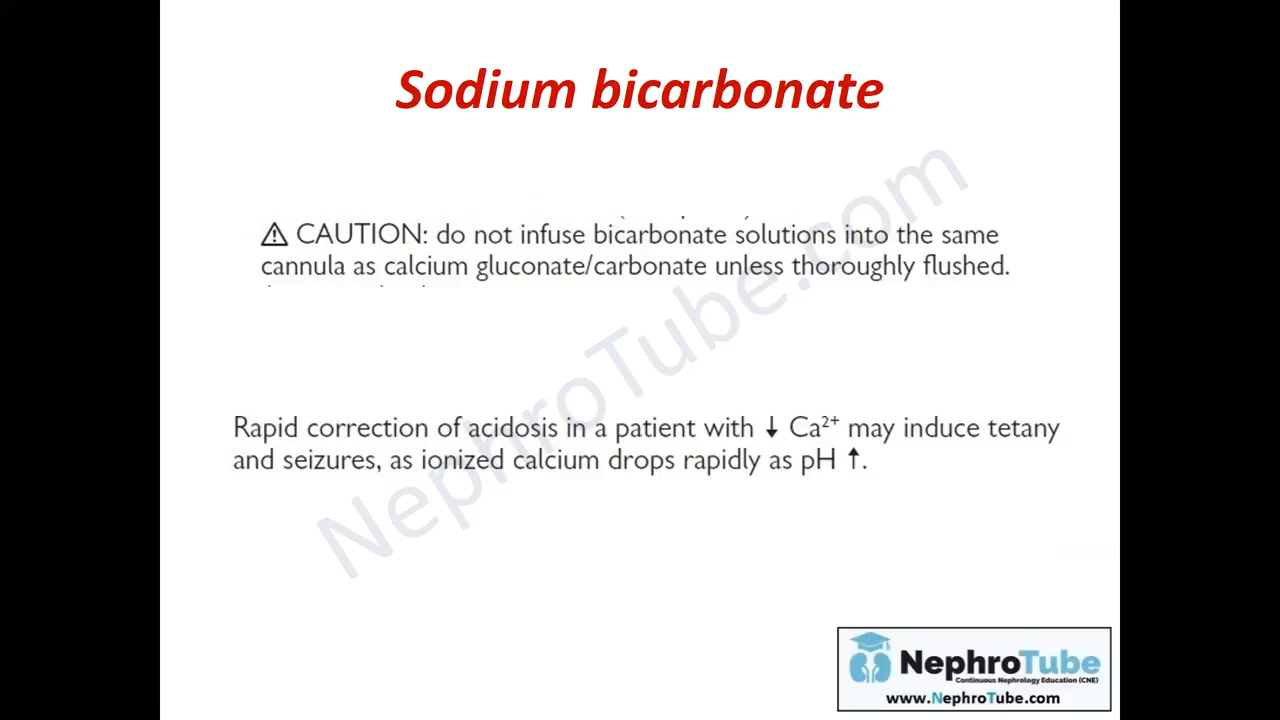 Sodium bicarbonate
⚠ CAUTION: do not infuse bicarbonate solutions into the same
cannula as calcium gluconate/carbonate unless thoroughly flushed.
Rapid correction of acidosis in a patient with ↓ Ca²⁺ may induce tetany
and seizures, as ionized calcium drops rapidly as pH ↑.
NephroTube.com
NephroTube
Continuous Nephrology Education (CNE)
www.NephroTube.com